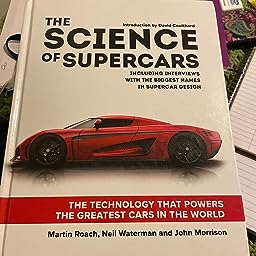 Introduction by David Coulthard
THE
SCIENCE
OF SUPERCARS
INCLUDING INTERVIEWS
WITH THE BIGGEST NAMES
IN SUPERCAR DESIGN
THE TECHNOLOGY THAT POWERS
THE GREATEST CARS IN THE WORLD
Martin Roach, Neil Waterman and John Morrison